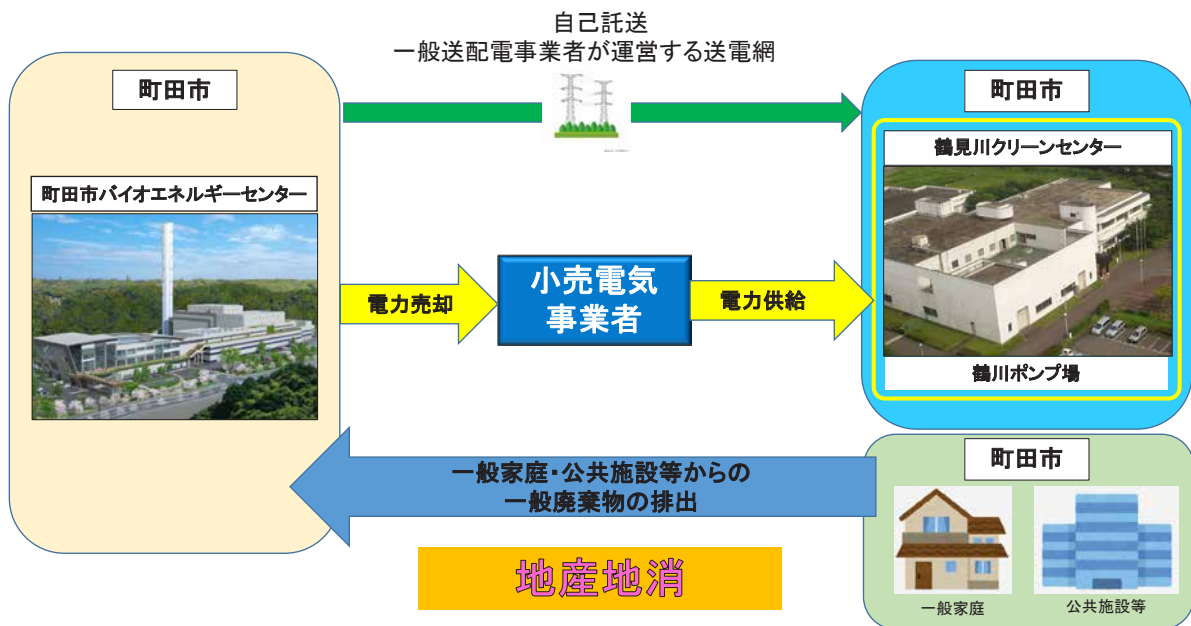 自己託送
一般送配電事業者が運営する送電網
町田市
町田市バイオエネルギーセンター
町田市
鶴見川クリーンセンター
鶴川ポンプ場
電力売却
小売電気
事業者
電力供給
一般家庭・公共施設等からの
一般廃棄物の排出
町田市
一般家庭
公共施設等
地産地消